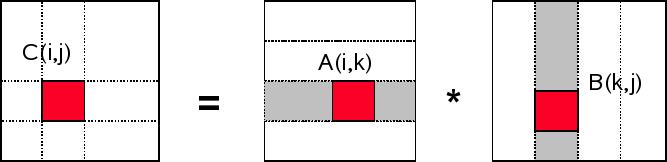 C(i,j)
=
A(i,k)
*
B(k,j)